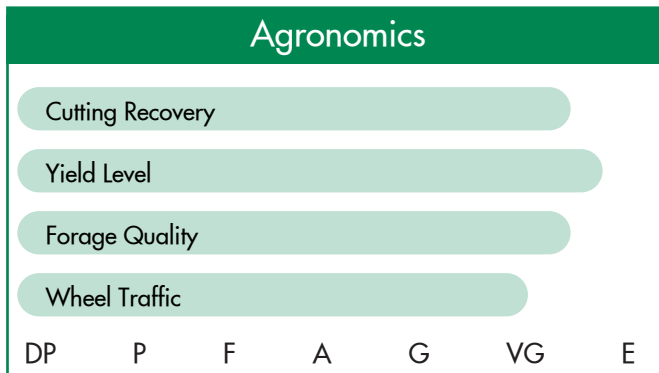 Agronomics
Cutting Recovery
Yield Level
Forage Quality
Wheel Traffic
DP P F A G VG E